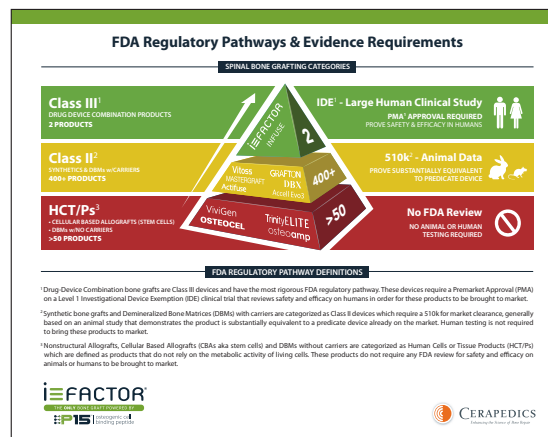 FDA Regulatory Pathways & Evidence Requirements
SPINAL BONE GRAFTING CATEGORIES
Class III¹
DRUG DEVICE COMBINATION PRODUCTS
2 PRODUCTS
i≡FACTOR
INFUSE
2
IDE¹ - Large Human Clinical Study
PMA¹ APPROVAL REQUIRED
PROVE SAFETY & EFFICACY IN HUMANS
Class II²
SYNTHETICS & DBMs w/CARRIERS
400+ PRODUCTS
Vitoss
MASTERGRAFT
Actifuse
GRAFTON
DBX
Accell Evo3
400+
510k² - Animal Data
PROVE SUBSTANTIALLY EQUIVALENT
TO PREDICATE DEVICE
HCT/Ps³
• CELLULAR BASED ALLOGRAFTS (STEM CELLS)
• DBMs w/NO CARRIERS
>50 PRODUCTS
ViviGen
OSTEOCEL
TrinityELITE
osteoamp
>50
No FDA Review
NO ANIMAL OR HUMAN
TESTING REQUIRED
FDA REGULATORY PATHWAY DEFINITIONS
¹ Drug-Device Combination bone grafts are Class III devices and have the most rigorous FDA regulatory pathway. These devices require a Premarket Approval (PMA)
on a Level 1 Investigational Device Exemption (IDE) clinical trial that reviews safety and efficacy on humans in order for these products to be brought to market.
² Synthetic bone grafts and Demineralized Bone Matrices (DBMs) with carriers are categorized as Class II devices which require a 510k for market clearance, generally
based on an animal study that demonstrates the product is substantially equivalent to a predicate device already on the market. Human testing is not required
to bring these products to market.
³ Nonstructural Allografts, Cellular Based Allografts (CBAs aka stem cells) and DBMs without carriers are categorized as Human Cells or Tissue Products (HCT/Ps)
which are defined as products that do not rely on the metabolic activity of living cells. These products do not require any FDA review for safety and efficacy on
animals or humans to be brought to market.
i≡FACTOR®
THE ONLY BONE GRAFT POWERED BY
P15 osteogenic cell
binding peptide
CERAPEDICS
Enhancing the Science of Bone Repair